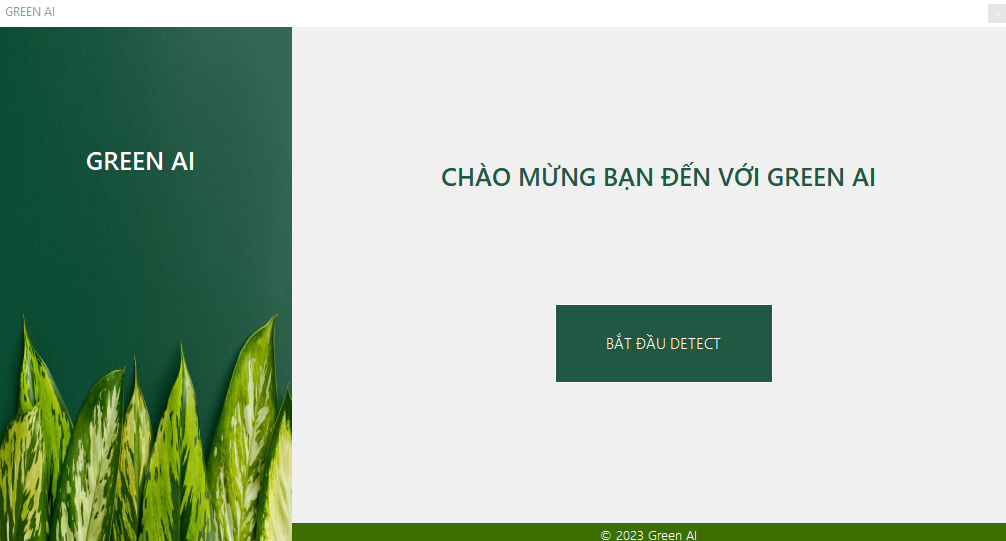 GREEN AI
GREEN AI
CHÀO MỪNG BẠN ĐẾN VỚI GREEN AI
BẮT ĐẦU DETECT
© 2023 Green AI